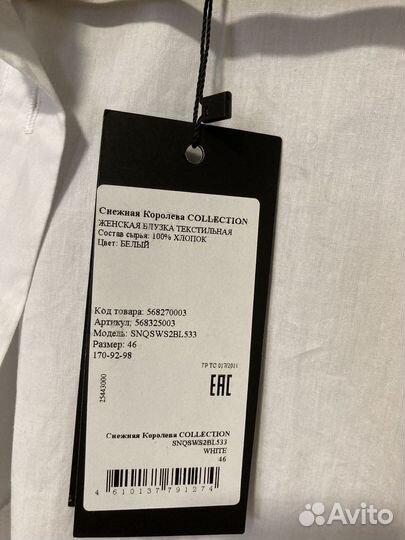 Снежная Королева COLLECTION
ЖЕНСКАЯ БЛУЗКА ТЕКСТИЛЬНАЯ
Состав сырья: 100% ХЛОПОК
Цвет: БЕЛЫЙ
Код товара: 568270003
Артикул: 568325003
Модель: SNQSWS2BL533
Размер: 46
170-92-98
ТР ТС 017/2011
EAC
25443000
Снежная Королева COLLECTION
SNQSWS2BL533
WHITE
46
4 610137 791274
Avito